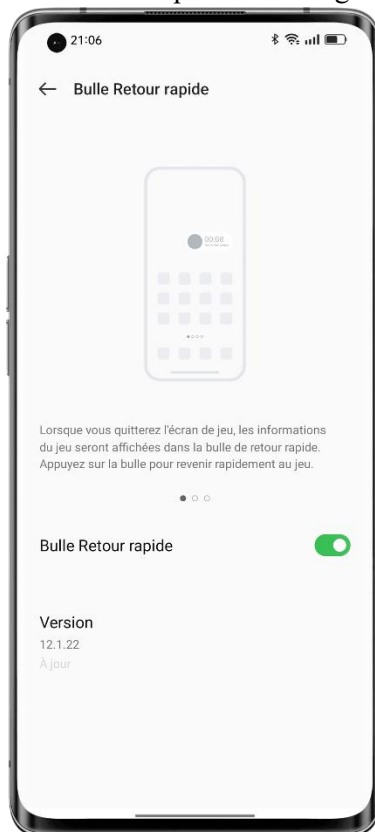 21:06
Bulle Retour rapide
00:08
Lorsque vous quitterez l'écran de jeu, les informations
du jeu seront affichées dans la bulle de retour rapide.
Appuyez sur la bulle pour revenir rapidement au jeu.
Bulle Retour rapide
Version
12.1.22
À jour